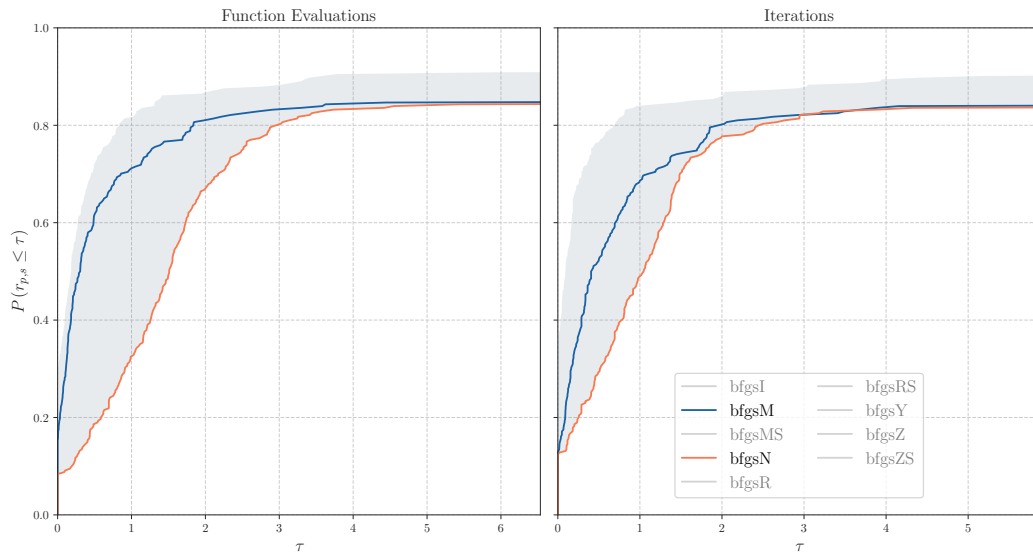 Function Evaluations
Iterations
P (r_{p,s} ≤ τ)
1.0
0.8
0.6
0.4
0.2
0.0
0 1 2 3 4 5 6
τ
0 1 2 3 4 5
τ
bfgsI
bfgsM
bfgsMS
bfgsN
bfgsR
bfgsRS
bfgsY
bfgsZ
bfgsZS